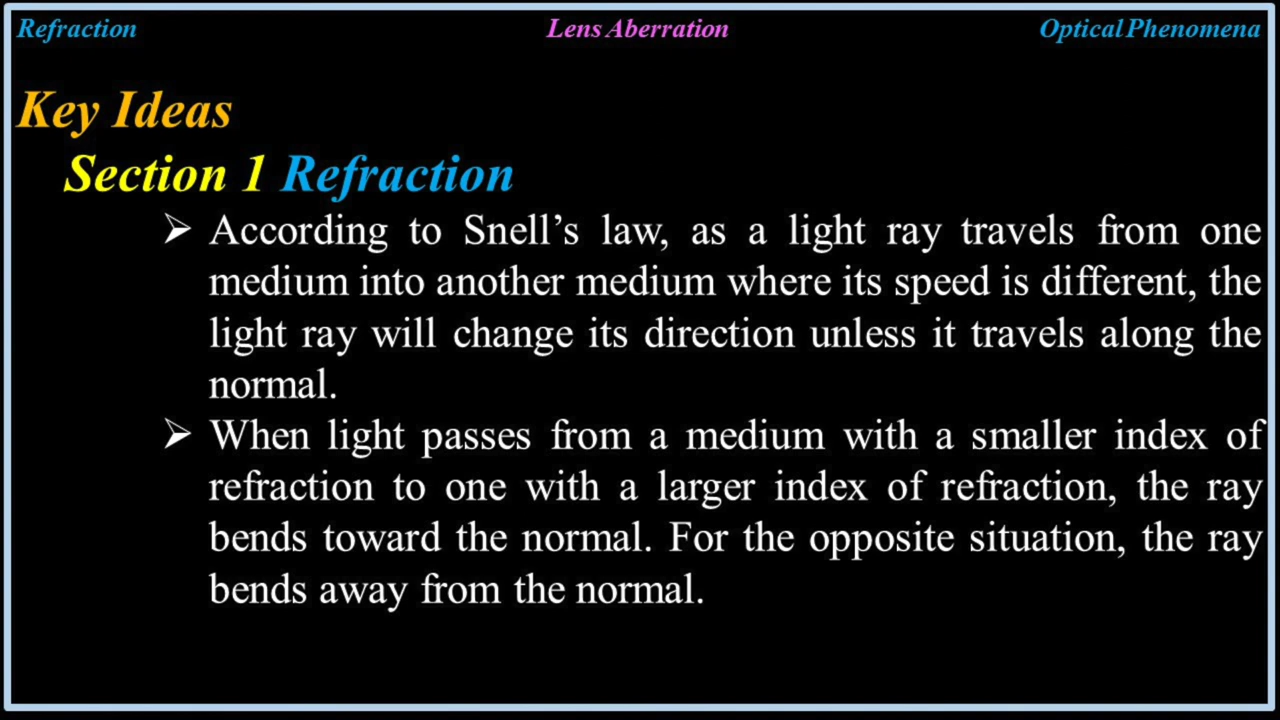 Refraction Lens Aberration Optical Phenomena
Key Ideas
Section 1 Refraction
➢ According to Snell’s law, as a light ray travels from one
medium into another medium where its speed is different, the
light ray will change its direction unless it travels along the
normal.
➢ When light passes from a medium with a smaller index of
refraction to one with a larger index of refraction, the ray
bends toward the normal. For the opposite situation, the ray
bends away from the normal.